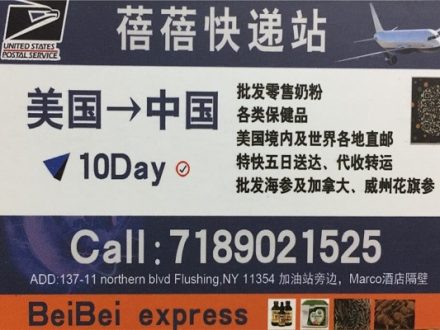 UNITED STATES
POSTAL SERVICE
蓓蓓快递站
美国→中国
10Day
批发零售奶粉
各类保健品
美国境内及世界各地直邮
特快五日送达、代收转运
批发海参及加拿大、威州花旗参
Call:7189021525
ADD:137-11 northern blvd Flushing,NY 11354 加油站旁边，Marco酒店隔壁
BeiBei express